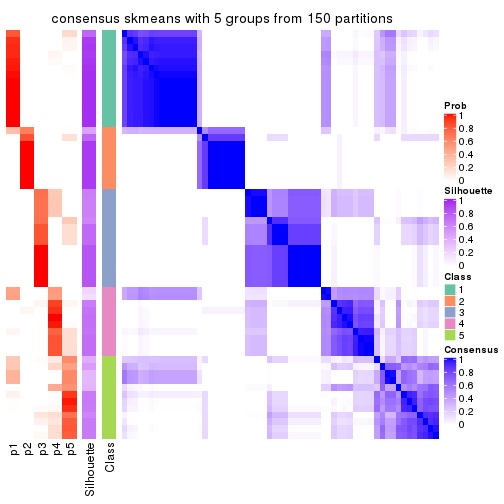 consensus skmeans with 5 groups from 150 partitions
Prob
1
0.8
0.6
0.4
0.2
0
Silhouette
1
0.8
0.6
0.4
0.2
0
Class
1
2
3
4
5
Consensus
1
0.8
0.6
0.4
0.2
0
p1
p2
p3
p4
p5
Silhouette
Class